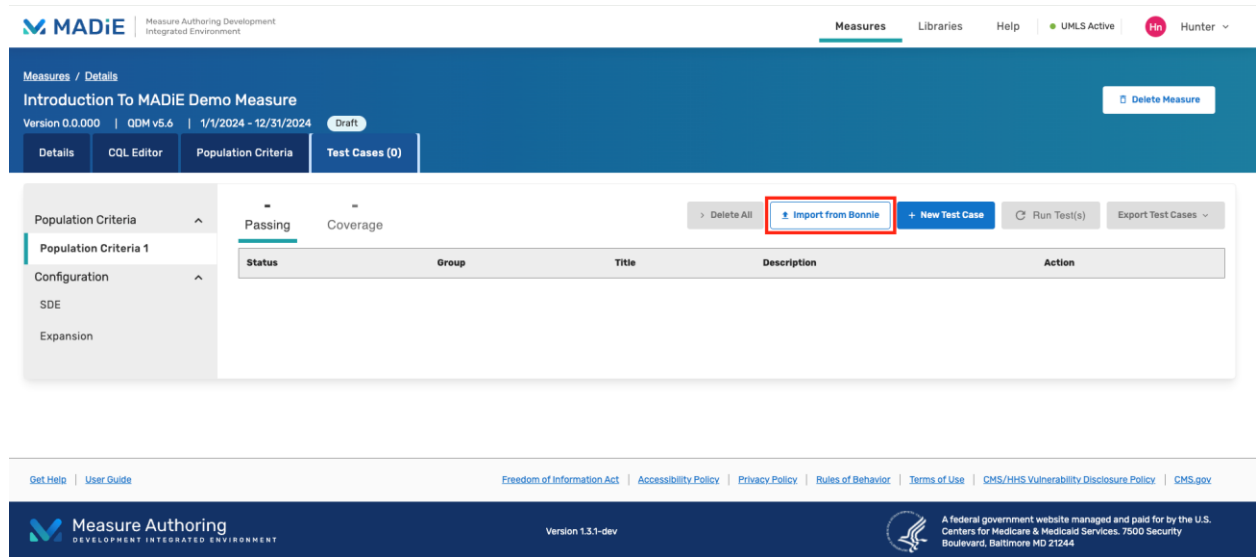 MADiE
Measure Authoring Development
Integrated Environment
Measures Libraries Help UMLS Active Hn Hunter
Measures / Details
Introduction To MADiE Demo Measure
Delete Measure
Version 0.0.000 | QDM v5.6 | 1/1/2024 - 12/31/2024 Draft
Details CQL Editor Population Criteria Test Cases (0)
Population Criteria
Population Criteria 1
Configuration
SDE
Expansion
- -
Passing Coverage
> Delete All Import from Bonnie + New Test Case Run Test(s) Export Test Cases
Status Group Title Description Action
Get Help | User Guide
Freedom of Information Act | Accessibility Policy | Privacy Policy | Rules of Behavior | Terms of Use | CMS/HHS Vulnerability Disclosure Policy | CMS.gov
Measure Authoring
DEVELOPMENT INTEGRATED ENVIRONMENT
Version 1.3.1-dev
A federal government website managed and paid for by the U.S.
Centers for Medicare & Medicaid Services. 7500 Security
Boulevard, Baltimore MD 21244